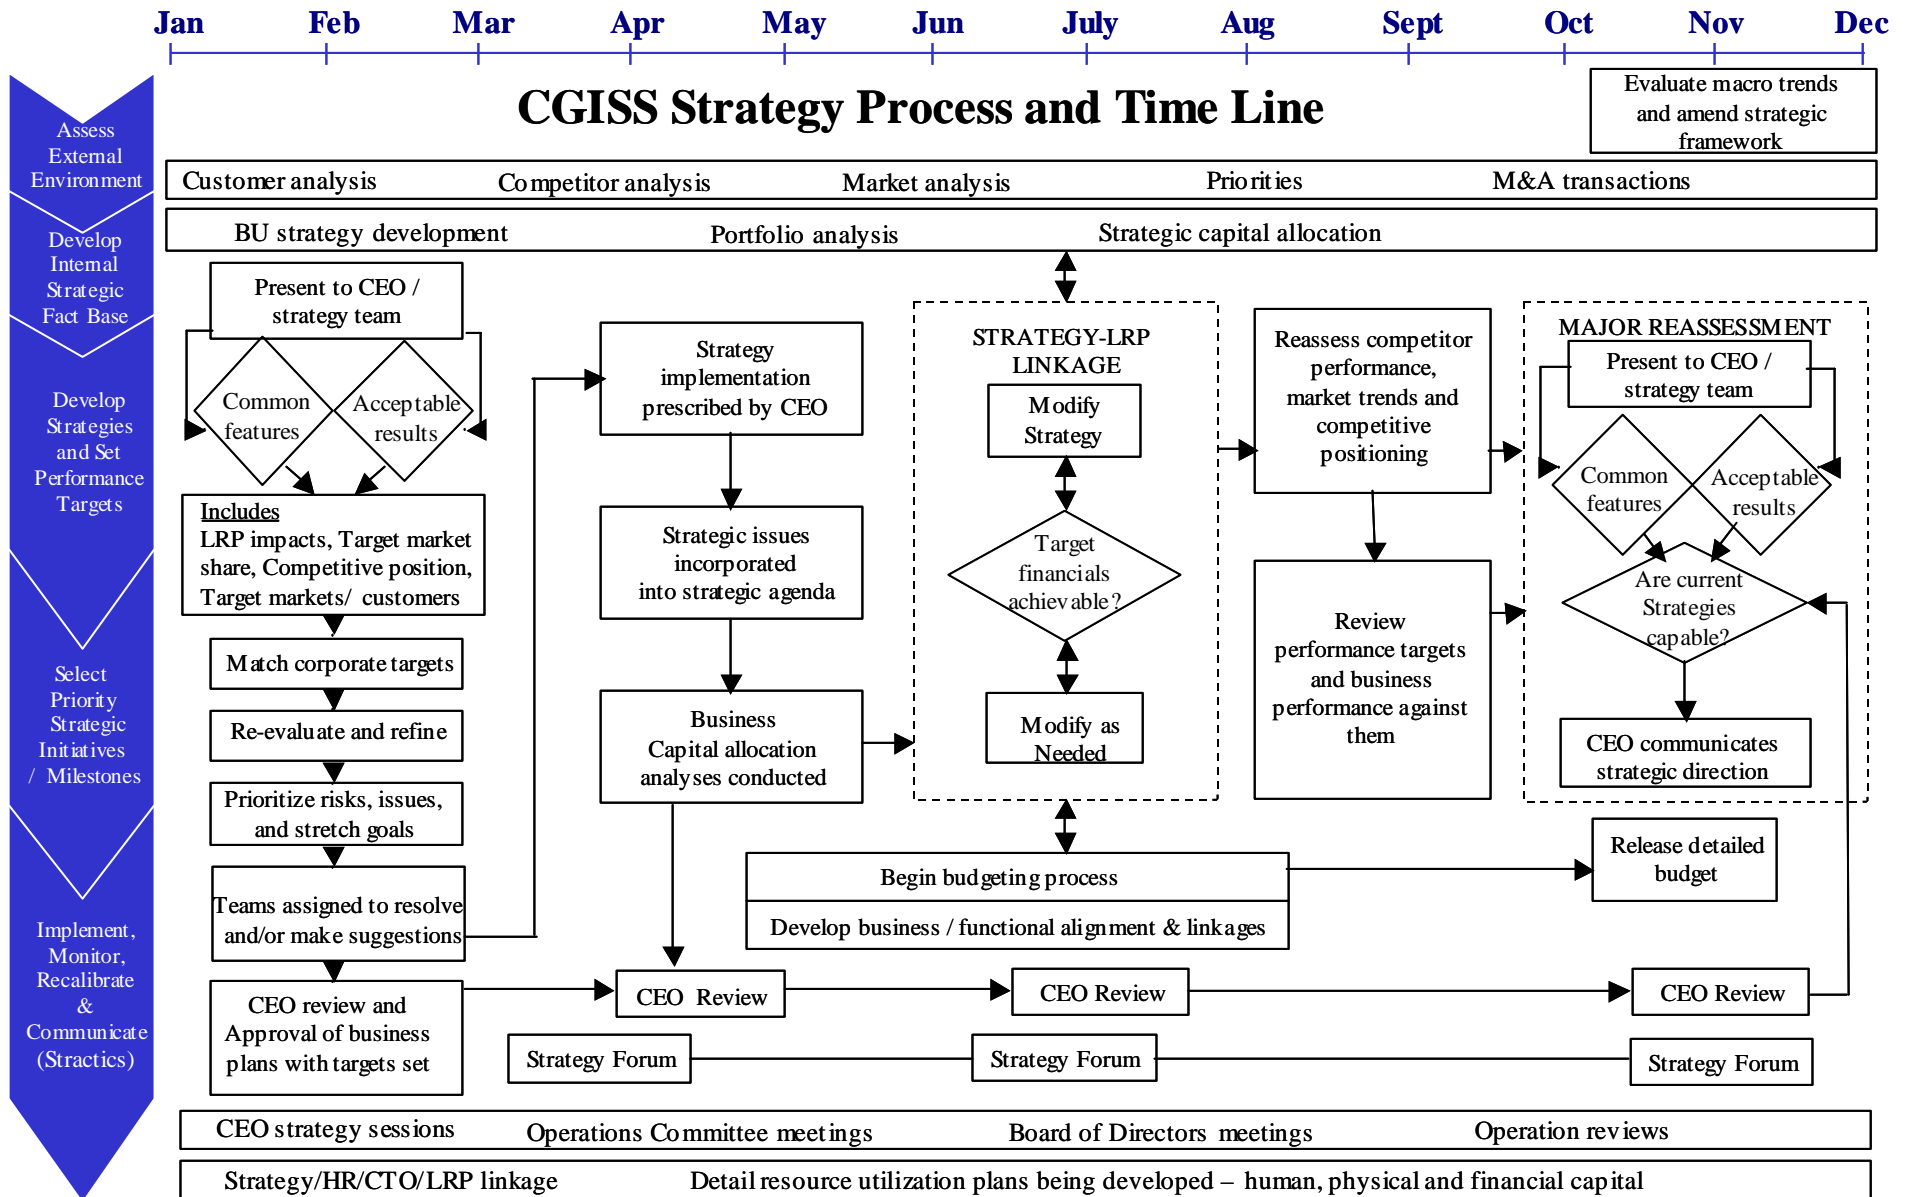 Jan Feb Mar Apr May Jun July Aug Sept Oct Nov Dec
CGISS Strategy Process and Time Line
Evaluate macro trends
and amend strategic
framework
Assess
External
Environment
Customer analysis Competitor analysis Market analysis Priorities M&A transactions
Develop
Internal
Strategic
Fact Base
BU strategy development Portfolio analysis Strategic capital allocation
Develop
Strategies
and Set
Performance
Targets
Select
Priority
Strategic
Initiatives
/ Milestones
Implement,
Monitor,
Recalibrate
&
Communicate
(Stractics)
Present to CEO /
strategy team
Common
features
Acceptable
results
Includes
LRP impacts, Target market
share, Competitive position,
Target markets/ customers
Match corporate targets
Re-evaluate and refine
Prioritize risks, issues,
and stretch goals
Teams assigned to resolve
and/or make suggestions
CEO review and
Approval of business
plans with targets set
Strategy
implementation
prescribed by CEO
Strategic issues
incorporated
into strategic agenda
Business
Capital allocation
analyses conducted
STRATEGY-LRP
LINKAGE
Modify
Strategy
Target
financials
achievable?
Modify as
Needed
Reassess competitor
performance,
market trends and
competitive
positioning
Review
performance targets
and business
performance against
them
MAJOR REASSESSMENT
Present to CEO /
strategy team
Common
features
Acceptable
results
Are current
Strategies
capable?
CEO communicates
strategic direction
Begin budgeting process
Develop business / functional alignment & linkages
Release detailed
budget
CEO Review
CEO Review
CEO Review
Strategy Forum
Strategy Forum
Strategy Forum
CEO strategy sessions Operations Committee meetings Board of Directors meetings Operation reviews
Strategy/HR/CTO/LRP linkage Detail resource utilization plans being developed – human, physical and financial capital